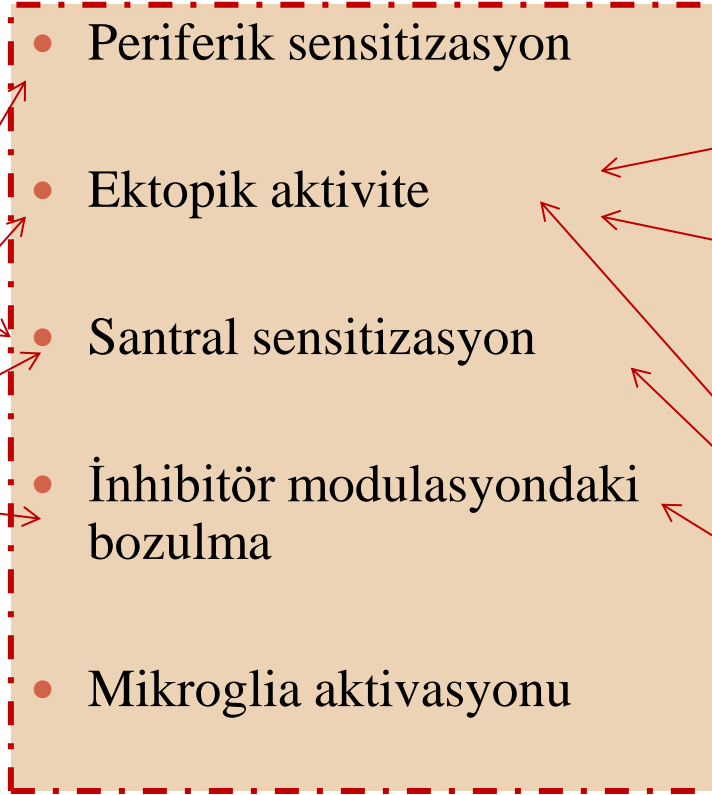 • Periferik sensitizasyon
• Ektopik aktivite
• Santral sensitizasyon
• İnhibitör modulasyondaki
bozulma
• Mikroglia aktivasyonu